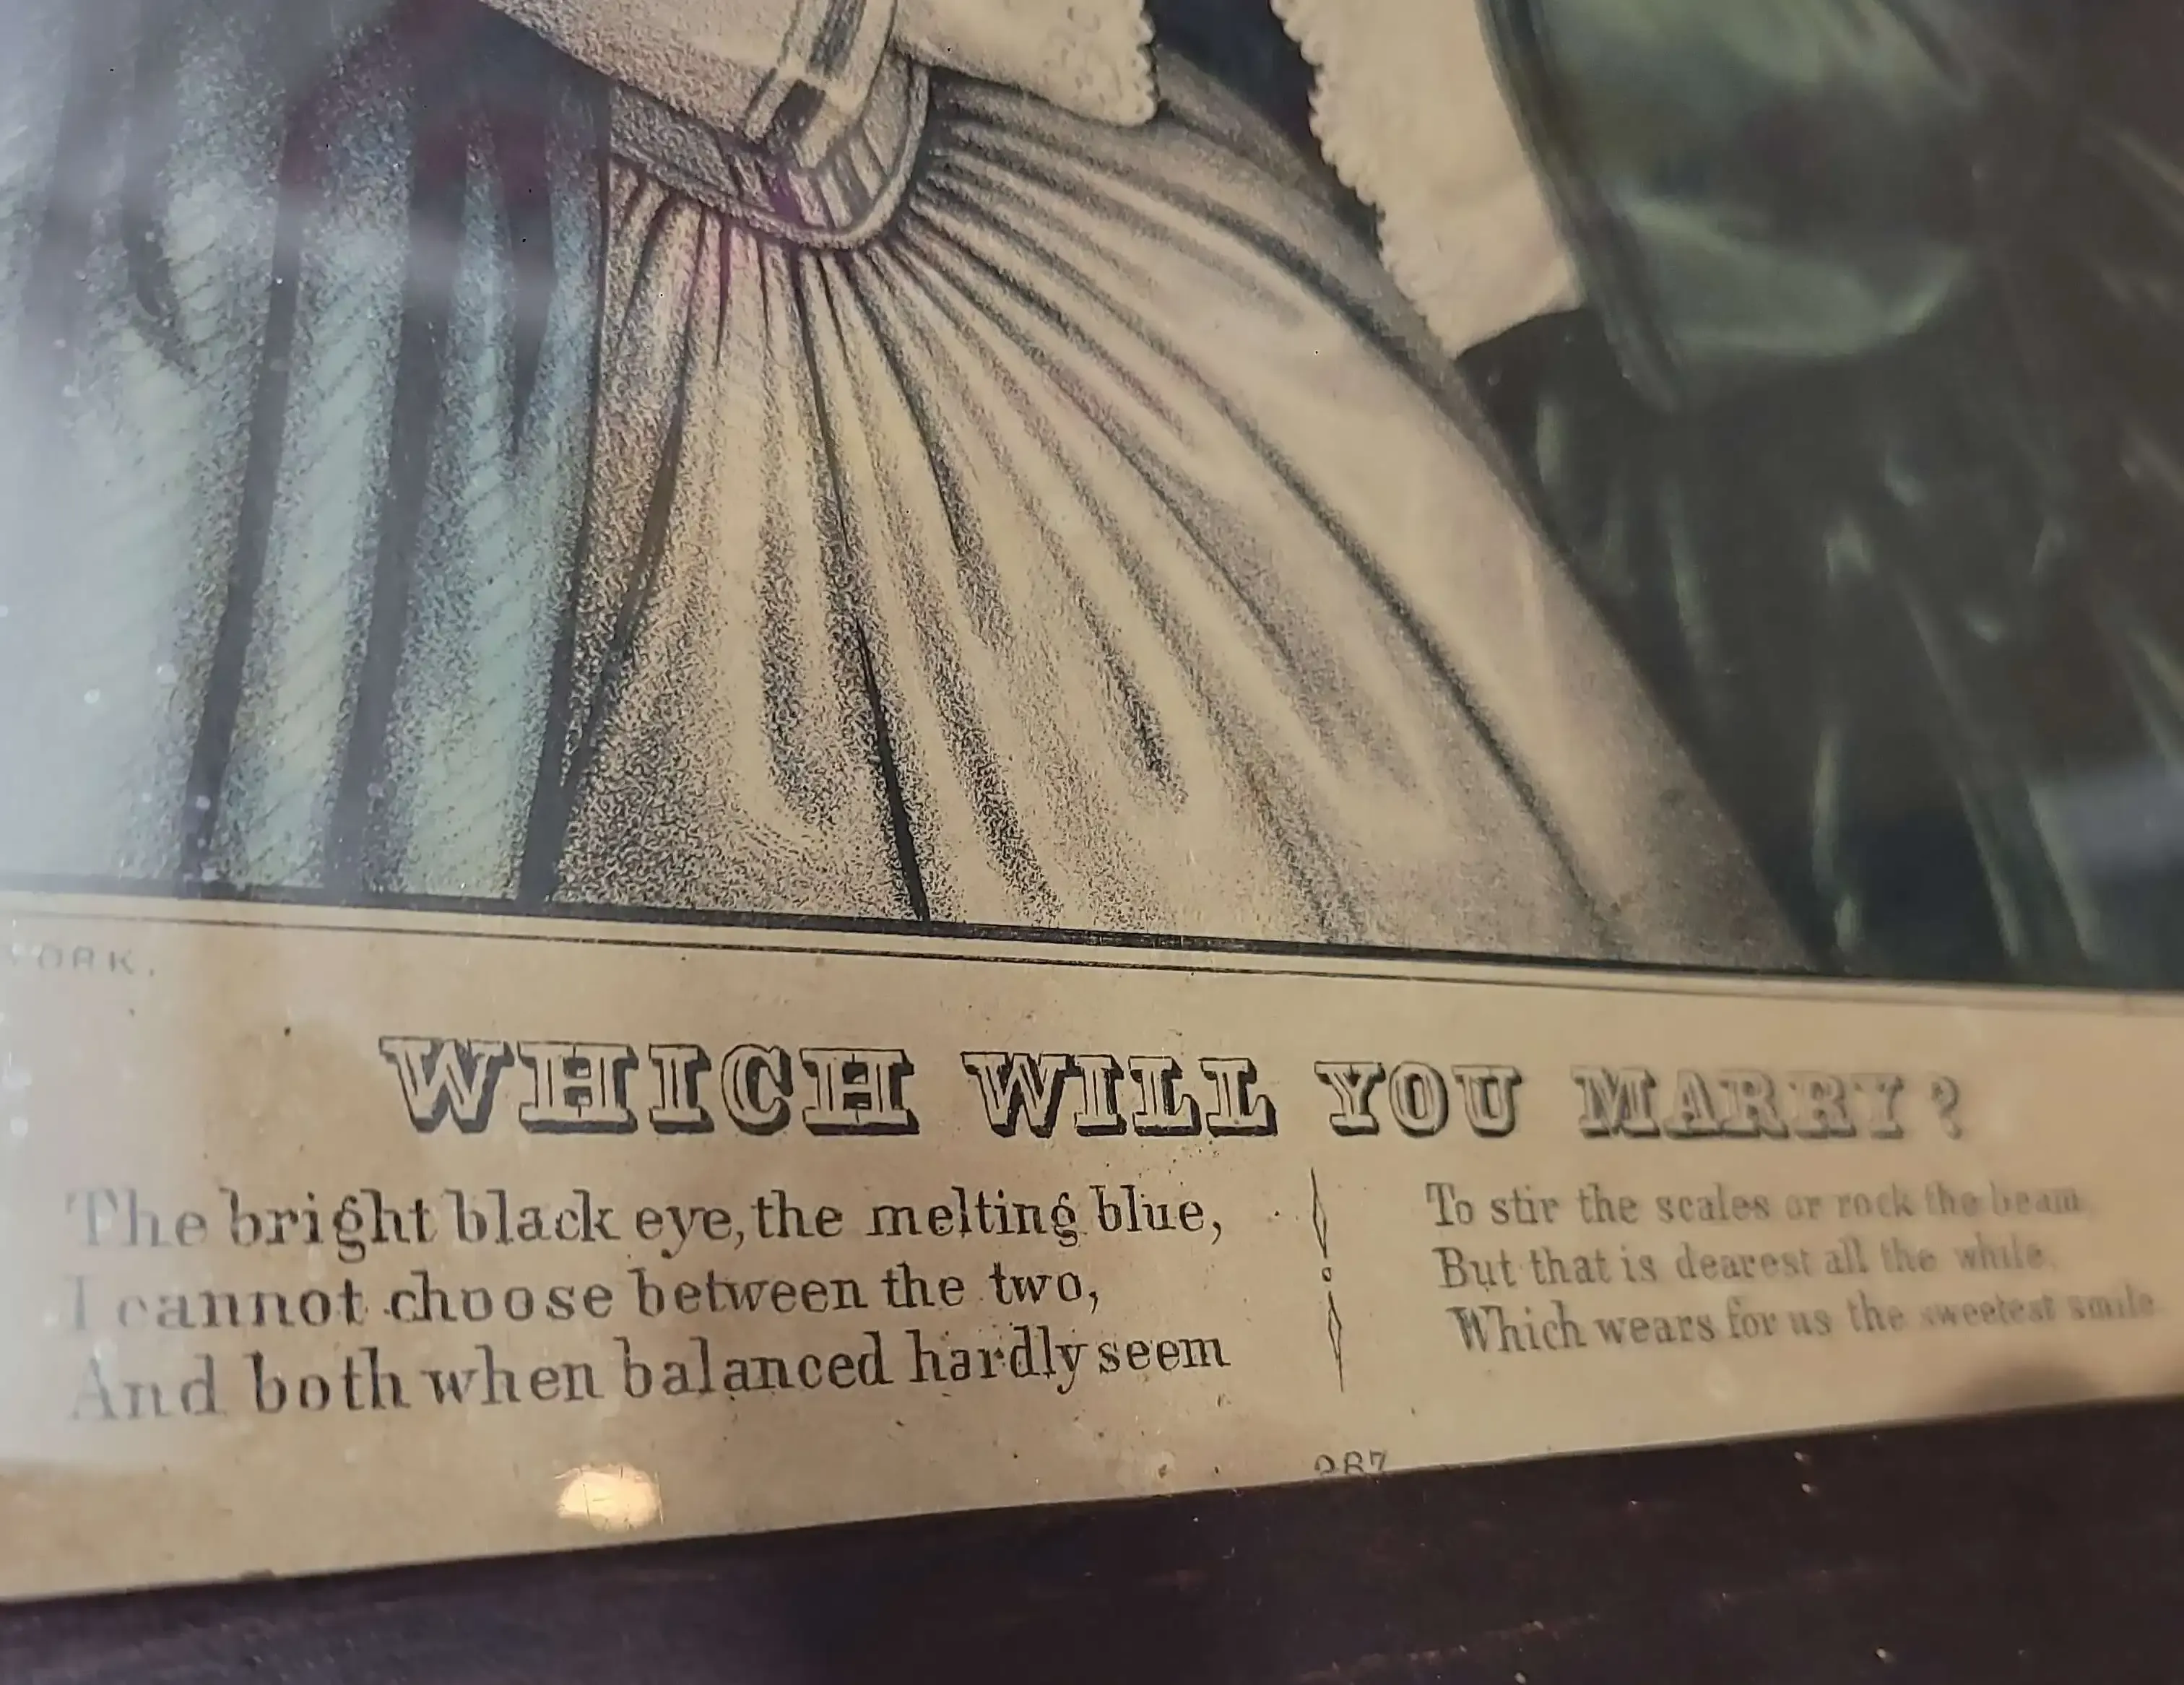 ORK.
WHICH WILL YOU MARRY?
The bright black eye, the melting blue,
I cannot choose between the two,
And both when balanced hardly seem
To stir the scales or rock the beam,
But that is dearest all the while,
Which wears for us the sweetest smile
287